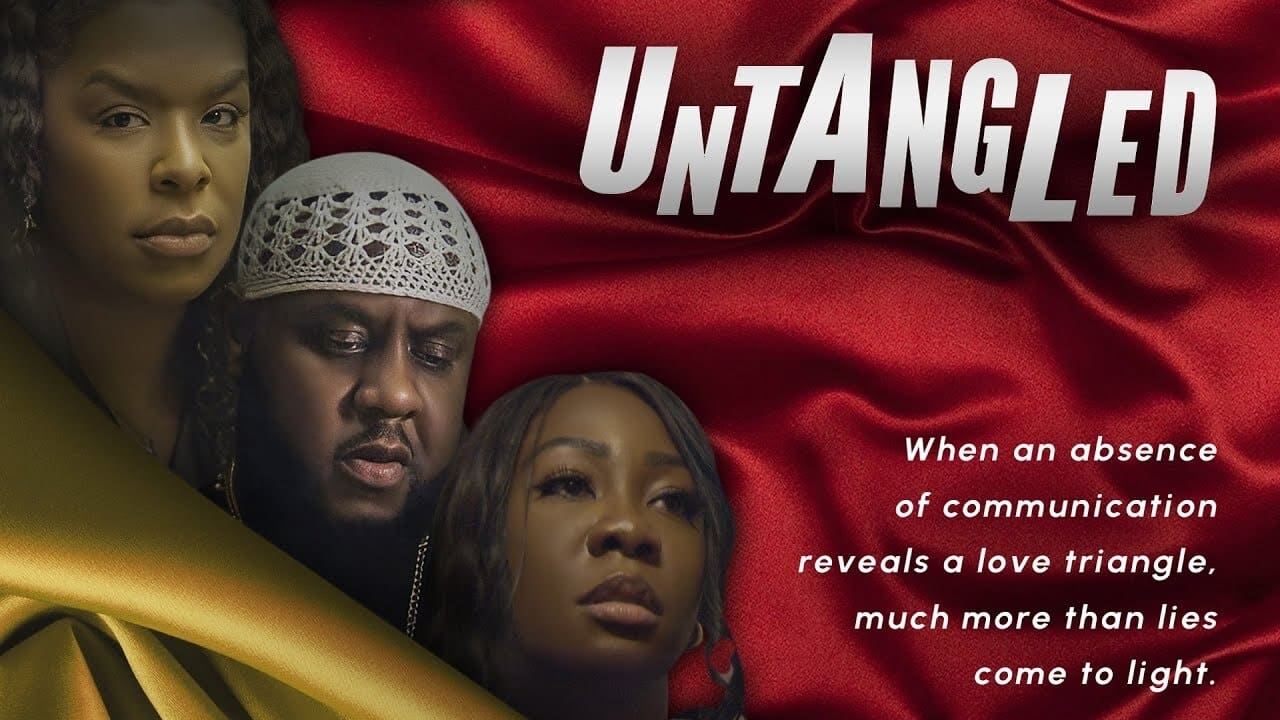 UNTANGLED
When an absence
of communication
reveals a love triangle,
much more than lies
come to light.